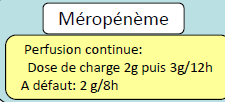 Méropénème
Perfusion continue:
Dose de charge 2g puis 3g/12h
A défaut: 2 g/8h